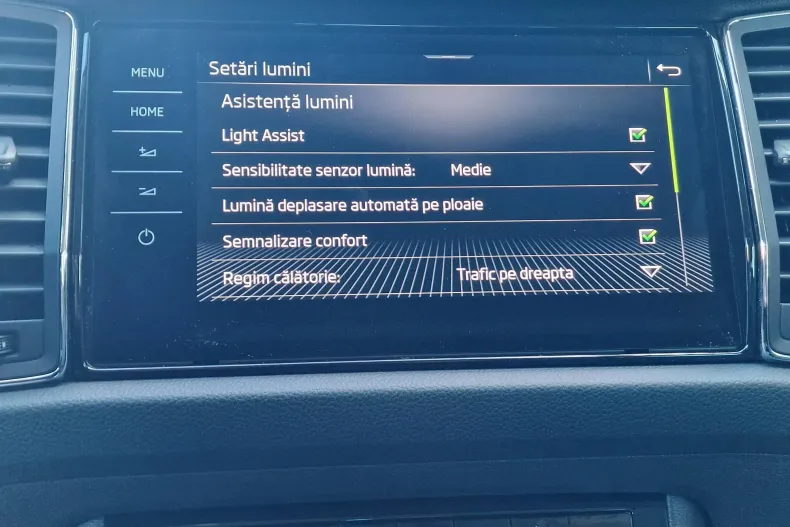 Setări lumini
MENU
Asistență lumini
HOME
Light Assist
Sensibilitate senzor lumină: Medie
Lumină deplasare automată pe ploaie
Semnalizare confort
Regim călătorie: Trafic pe dreapta